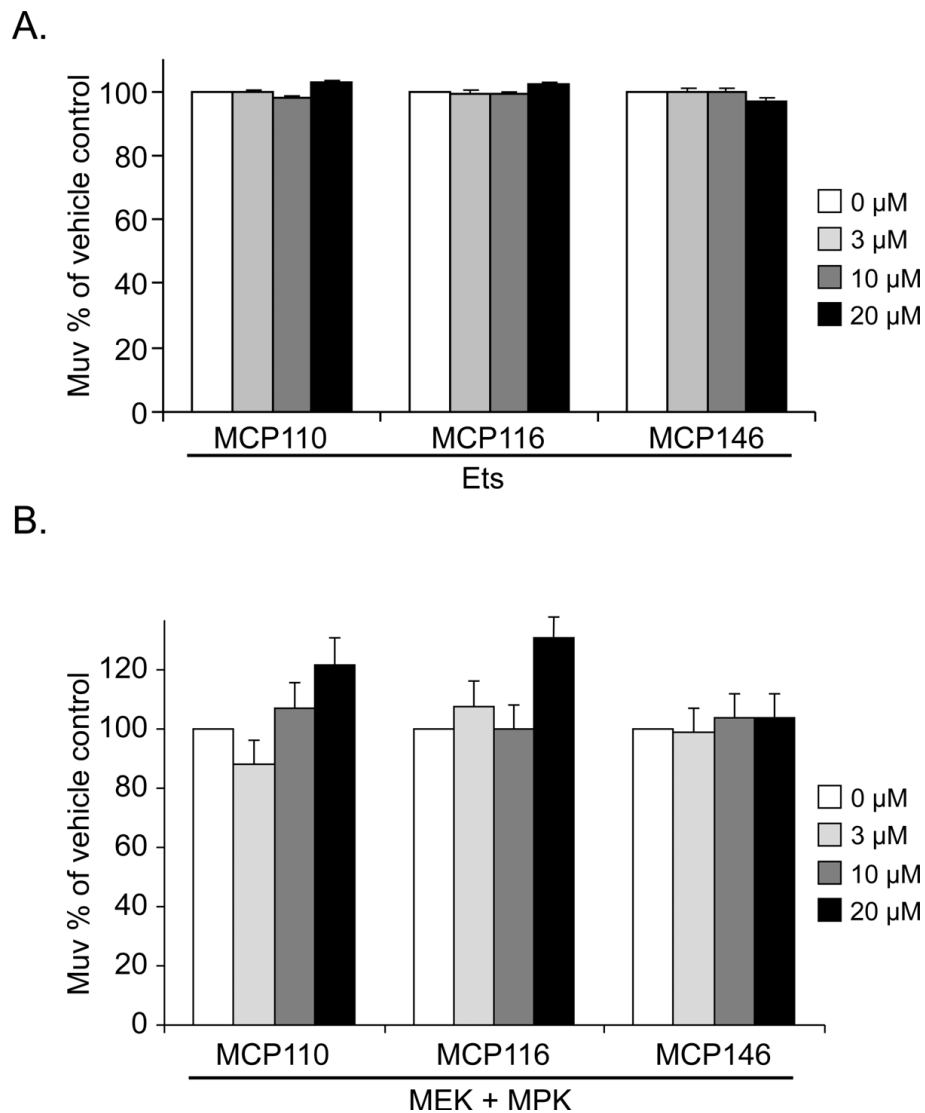 A.
Muv % of vehicle control
100
80
60
40
20
0
MCP110 MCP116 MCP146
Ets
0 µM
3 µM
10 µM
20 µM
B.
Muv % of vehicle control
120
100
80
60
40
20
0
MCP110 MCP116 MCP146
MEK + MPK
0 µM
3 µM
10 µM
20 µM